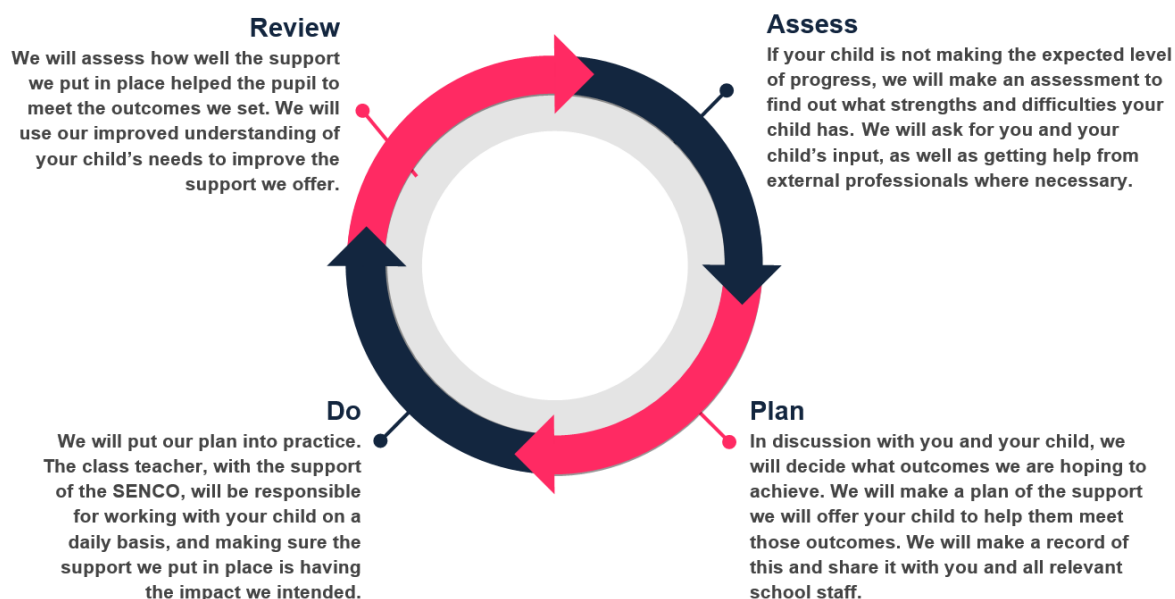 Review
We will assess how well the support
we put in place helped the pupil to
meet the outcomes we set. We will
use our improved understanding of
your child’s needs to improve the
support we offer.
Assess
If your child is not making the expected level
of progress, we will make an assessment to
find out what strengths and difficulties your
child has. We will ask for you and your
child’s input, as well as getting help from
external professionals where necessary.
Do
We will put our plan into practice.
The class teacher, with the support
of the SENCO, will be responsible
for working with your child on a
daily basis, and making sure the
support we put in place is having
the impact we intended.
Plan
In discussion with you and your child, we
will decide what outcomes we are hoping to
achieve. We will make a plan of the support
we will offer your child to help them meet
those outcomes. We will make a record of
this and share it with you and all relevant
school staff.